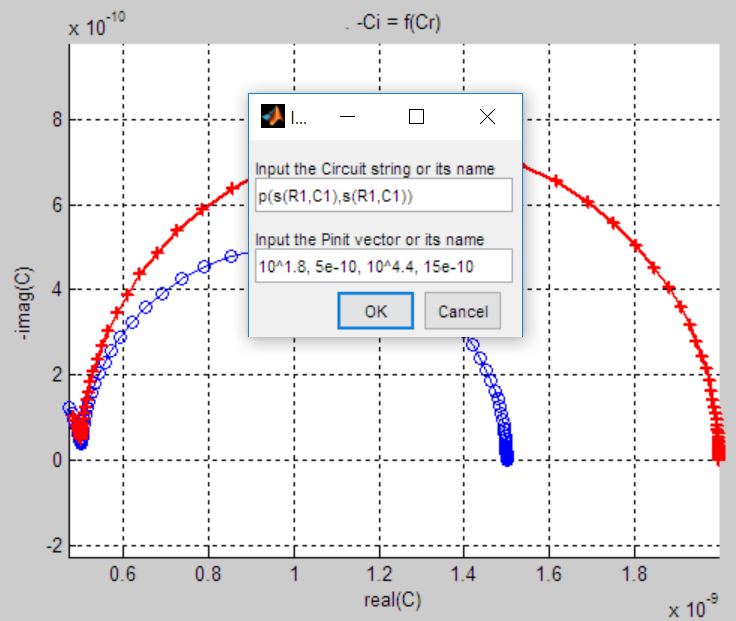 x 10^-10
. -Ci = f(Cr)
I...
Input the Circuit string or its name
p(s(R1,C1),s(R1,C1))
Input the Pinit vector or its name
10^1.8, 5e-10, 10^4.4, 15e-10
OK Cancel
-imag(C)
8
6
4
2
0
-2
0.6 0.8 1 1.2 1.4 1.6 1.8
real(C)
x 10^-9